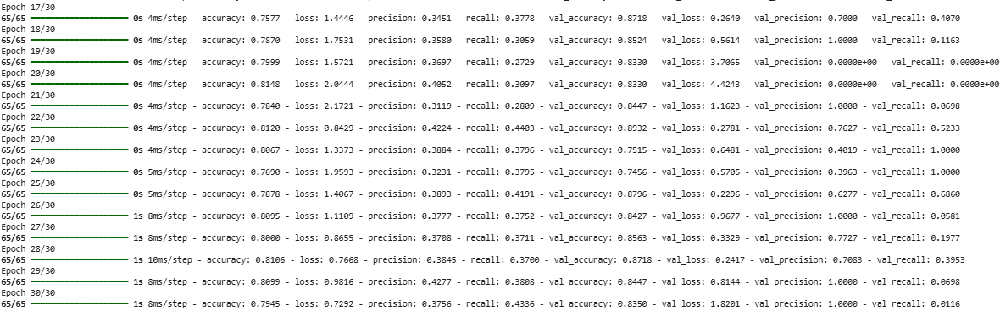 Epoch 17/30
65/65 0s 4ms/step - accuracy: 0.7577 - loss: 1.4446 - precision: 0.3451 - recall: 0.3778 - val_accuracy: 0.8718 - val_loss: 0.2640 - val_precision: 0.7000 - val_recall: 0.4070
Epoch 18/30
65/65 0s 4ms/step - accuracy: 0.7870 - loss: 1.7531 - precision: 0.3580 - recall: 0.3059 - val_accuracy: 0.8524 - val_loss: 0.5614 - val_precision: 1.0000 - val_recall: 0.1163
Epoch 19/30
65/65 0s 4ms/step - accuracy: 0.7999 - loss: 1.5721 - precision: 0.3697 - recall: 0.2729 - val_accuracy: 0.8330 - val_loss: 3.7065 - val_precision: 0.0000e+00 - val_recall: 0.0000e+00
Epoch 20/30
65/65 0s 4ms/step - accuracy: 0.8148 - loss: 2.0444 - precision: 0.4052 - recall: 0.3097 - val_accuracy: 0.8330 - val_loss: 4.4243 - val_precision: 0.0000e+00 - val_recall: 0.0000e+00
Epoch 21/30
65/65 0s 4ms/step - accuracy: 0.7840 - loss: 2.1721 - precision: 0.3119 - recall: 0.2809 - val_accuracy: 0.8447 - val_loss: 1.1623 - val_precision: 1.0000 - val_recall: 0.0698
Epoch 22/30
65/65 0s 4ms/step - accuracy: 0.8120 - loss: 0.8429 - precision: 0.4224 - recall: 0.4403 - val_accuracy: 0.8932 - val_loss: 0.2781 - val_precision: 0.7627 - val_recall: 0.5233
Epoch 23/30
65/65 0s 4ms/step - accuracy: 0.8067 - loss: 1.3373 - precision: 0.3884 - recall: 0.3796 - val_accuracy: 0.7515 - val_loss: 0.6481 - val_precision: 0.4019 - val_recall: 1.0000
Epoch 24/30
65/65 0s 5ms/step - accuracy: 0.7690 - loss: 1.9593 - precision: 0.3231 - recall: 0.3795 - val_accuracy: 0.7456 - val_loss: 0.5705 - val_precision: 0.3963 - val_recall: 1.0000
Epoch 25/30
65/65 0s 5ms/step - accuracy: 0.7878 - loss: 1.4067 - precision: 0.3893 - recall: 0.4191 - val_accuracy: 0.8796 - val_loss: 0.2296 - val_precision: 0.6277 - val_recall: 0.6860
Epoch 26/30
65/65 1s 8ms/step - accuracy: 0.8095 - loss: 1.1109 - precision: 0.3777 - recall: 0.3752 - val_accuracy: 0.8427 - val_loss: 0.9677 - val_precision: 1.0000 - val_recall: 0.0581
Epoch 27/30
65/65 1s 8ms/step - accuracy: 0.8000 - loss: 0.8655 - precision: 0.3708 - recall: 0.3711 - val_accuracy: 0.8563 - val_loss: 0.3329 - val_precision: 0.7727 - val_recall: 0.1977
Epoch 28/30
65/65 1s 10ms/step - accuracy: 0.8106 - loss: 0.7668 - precision: 0.3845 - recall: 0.3700 - val_accuracy: 0.8718 - val_loss: 0.2417 - val_precision: 0.7083 - val_recall: 0.3953
Epoch 29/30
65/65 1s 8ms/step - accuracy: 0.8099 - loss: 0.9816 - precision: 0.4277 - recall: 0.3808 - val_accuracy: 0.8447 - val_loss: 0.8144 - val_precision: 1.0000 - val_recall: 0.0698
Epoch 30/30
65/65 1s 8ms/step - accuracy: 0.7945 - loss: 0.7292 - precision: 0.3756 - recall: 0.4336 - val_accuracy: 0.8350 - val_loss: 1.8201 - val_precision: 1.0000 - val_recall: 0.0116